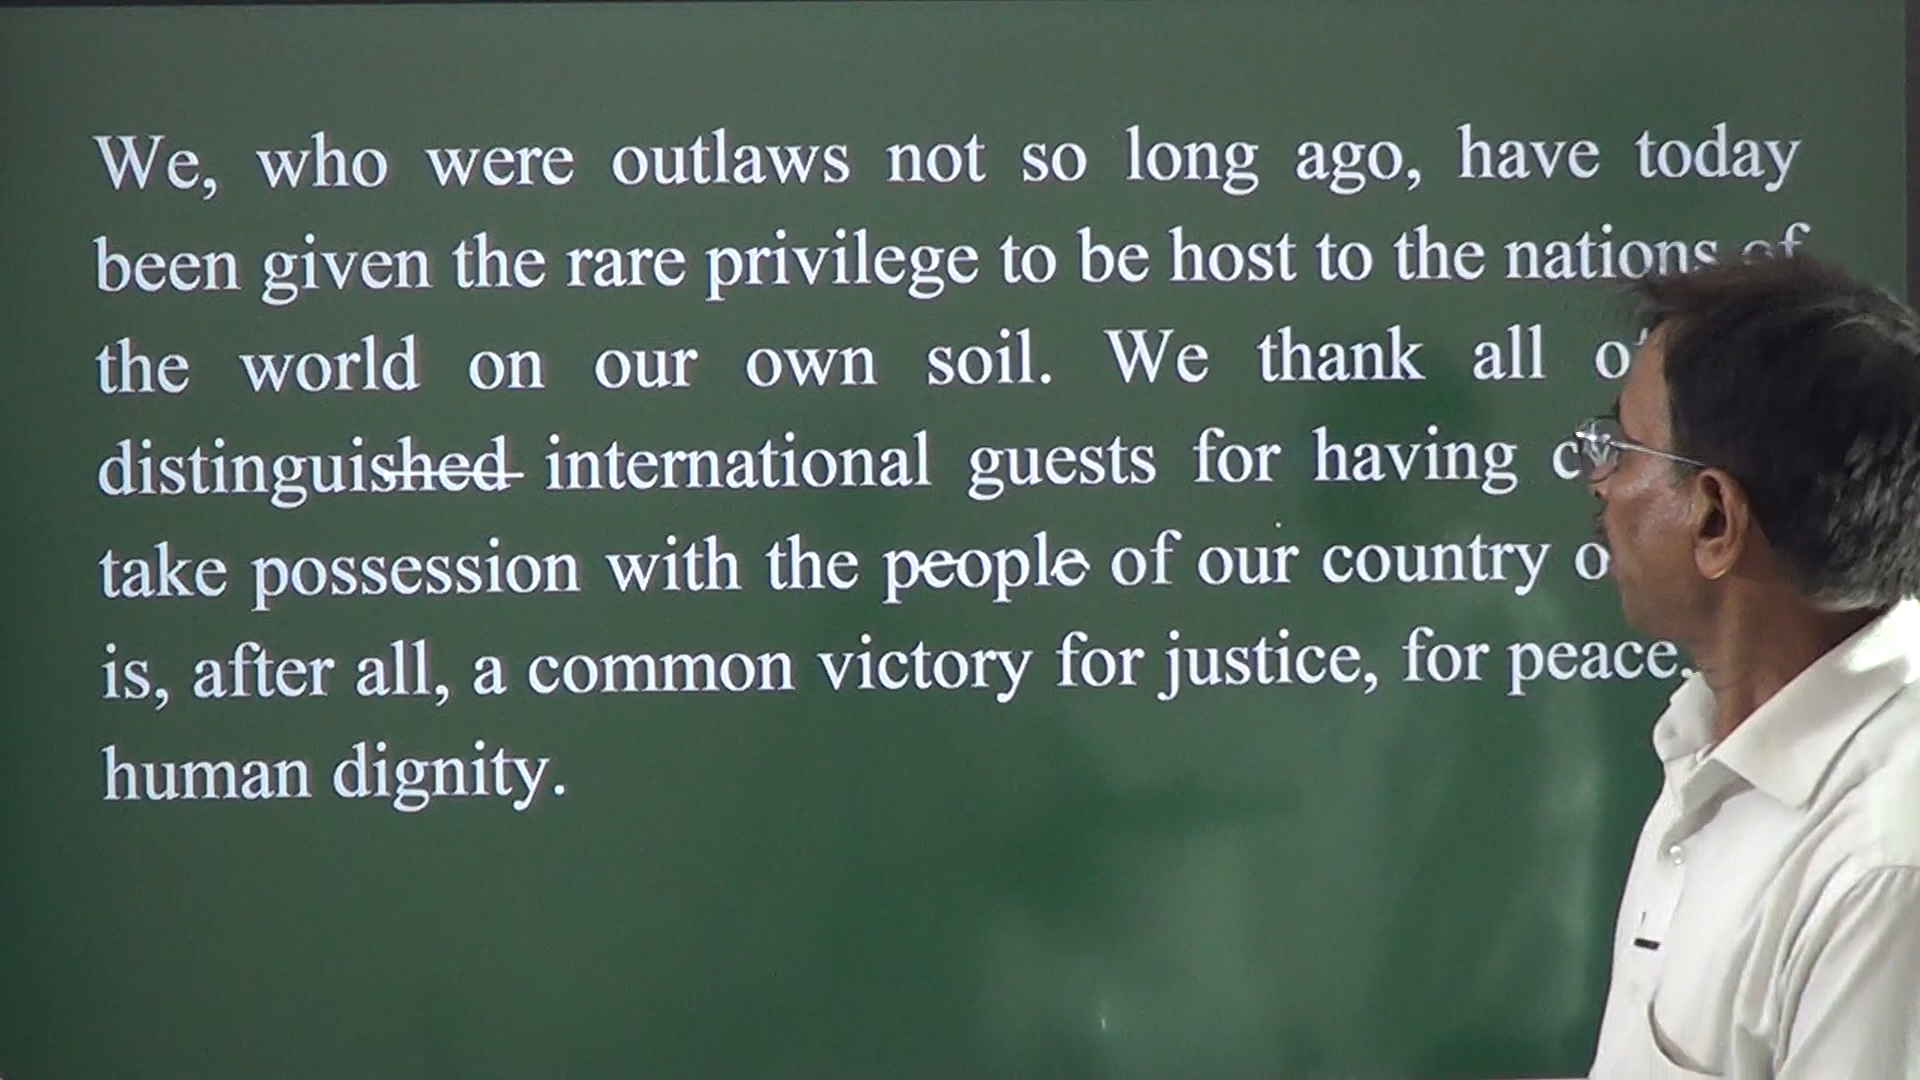 We, who were outlaws not so long ago, have today
been given the rare privilege to be host to the nations of
the world on our own soil. We thank all
distinguished international guests for having
take possession with the people of our country
is, after all, a common victory for justice, for peace,
human dignity.